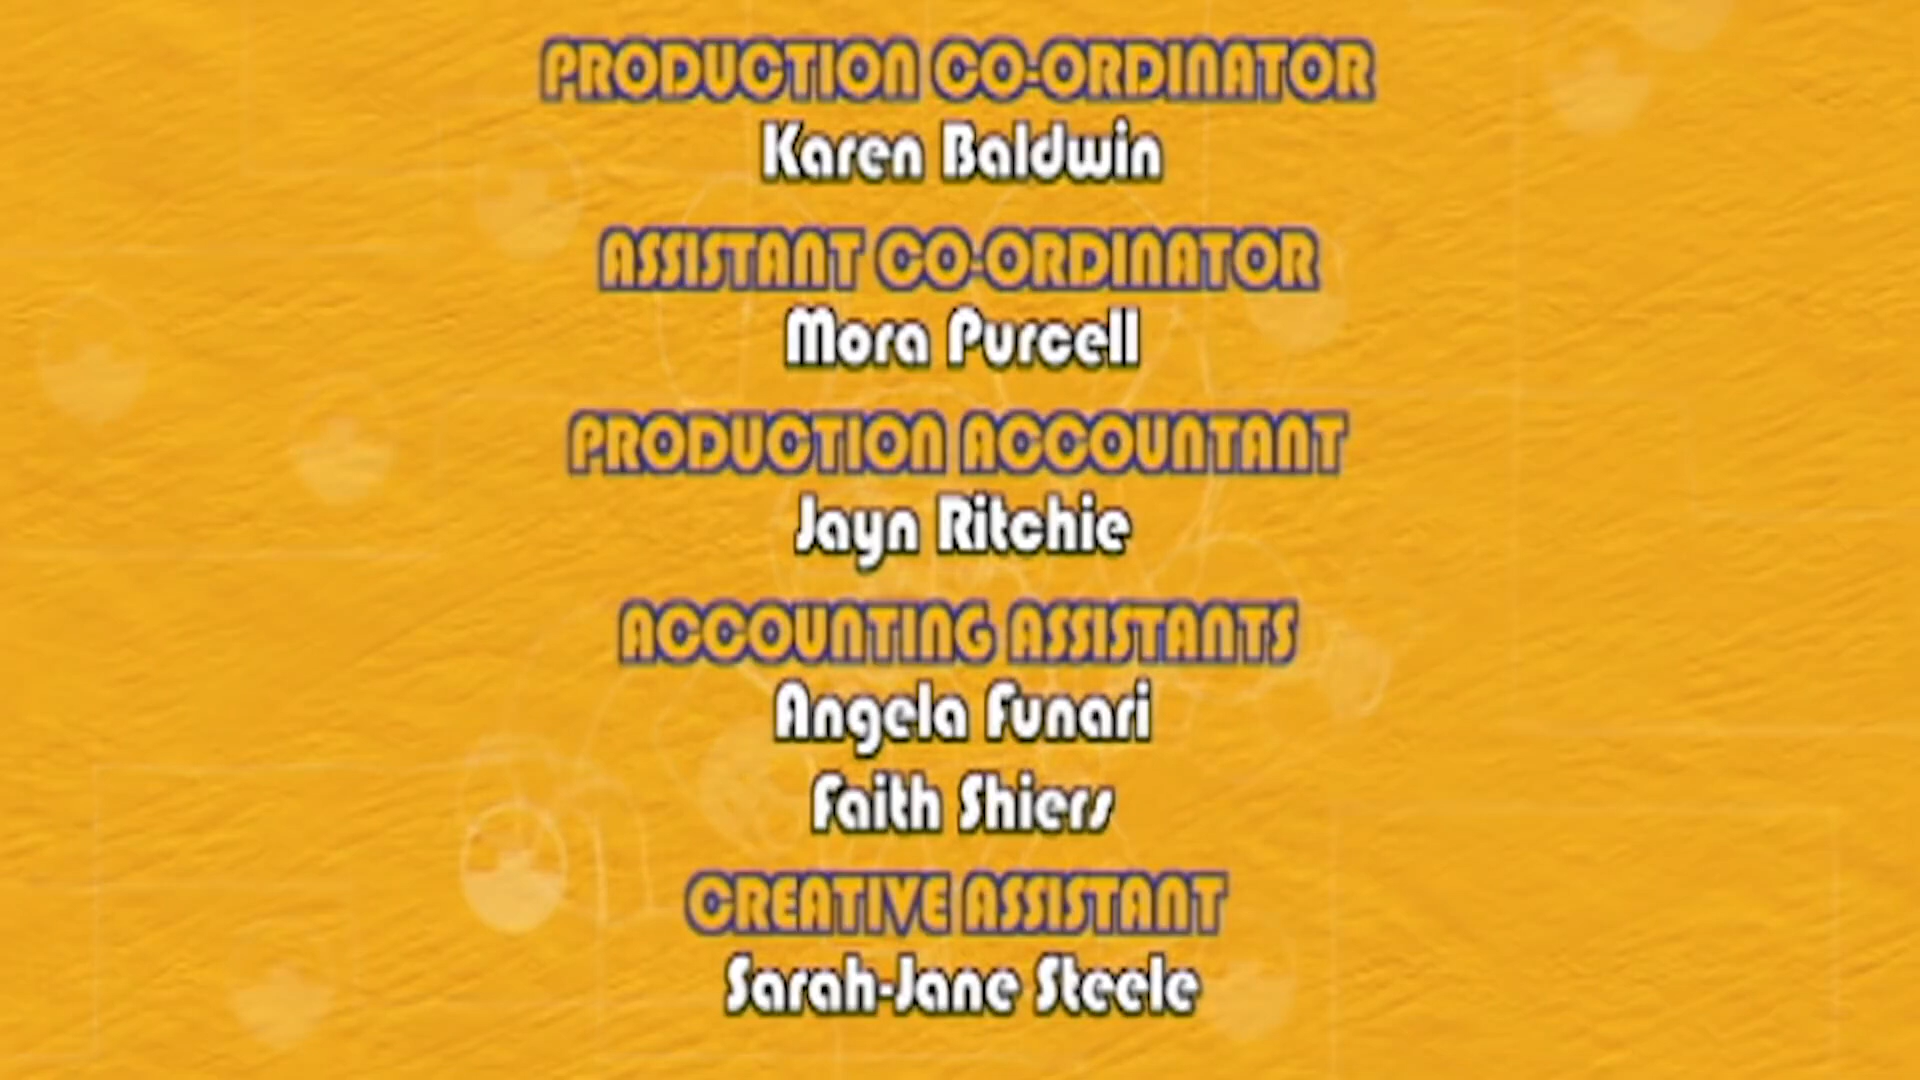 PRODUCTION CO-ORDINATOR
Karen Baldwin
ASSISTANT CO-ORDINATOR
Mora Purcell
PRODUCTION ACCOUNTANT
Jayn Ritchie
ACCOUNTING ASSISTANTS
Angela Funari
Faith Shiers
CREATIVE ASSISTANT
Sarah-Jane Steele